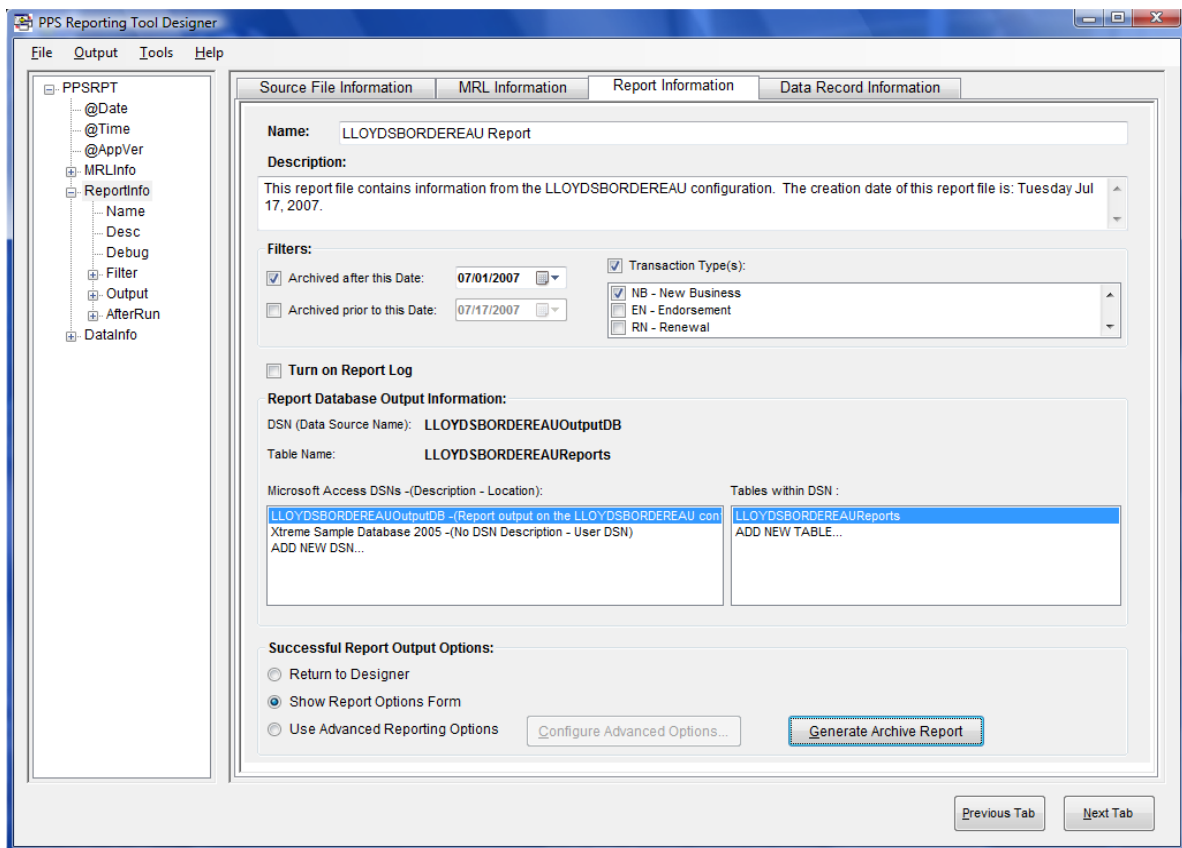 PPS Reporting Tool Designer
File Output Tools Help
PPSRPT
@Date
@Time
@AppVer
MRLInfo
ReportInfo
Name
Desc
Debug
Filter
Output
AfterRun
DataInfo
Source File Information MRL Information Report Information Data Record Information
Name: LLOYDSBORDEREAU Report
Description:
This report file contains information from the LLOYDSBORDEREAU configuration. The creation date of this report file is: Tuesday Jul
17, 2007.
Filters:
Archived after this Date: 07/01/2007
Archived prior to this Date: 07/17/2007
Transaction Type(s):
NB - New Business
EN - Endorsement
RN - Renewal
Turn on Report Log
Report Database Output Information:
DSN (Data Source Name): LLOYDSBORDEREAUOutputDB
Table Name: LLOYDSBORDEREAUReports
Microsoft Access DSNs -(Description - Location):
LLOYDSBORDEREAUOutputDB -(Report output on the LLOYDSBORDEREAU con
Xtreme Sample Database 2005 -(No DSN Description - User DSN)
ADD NEW DSN...
Tables within DSN :
LLOYDSBORDEREAUReports
ADD NEW TABLE...
Successful Report Output Options:
Return to Designer
Show Report Options Form
Use Advanced Reporting Options Configure Advanced Options... Generate Archive Report
Previous Tab Next Tab